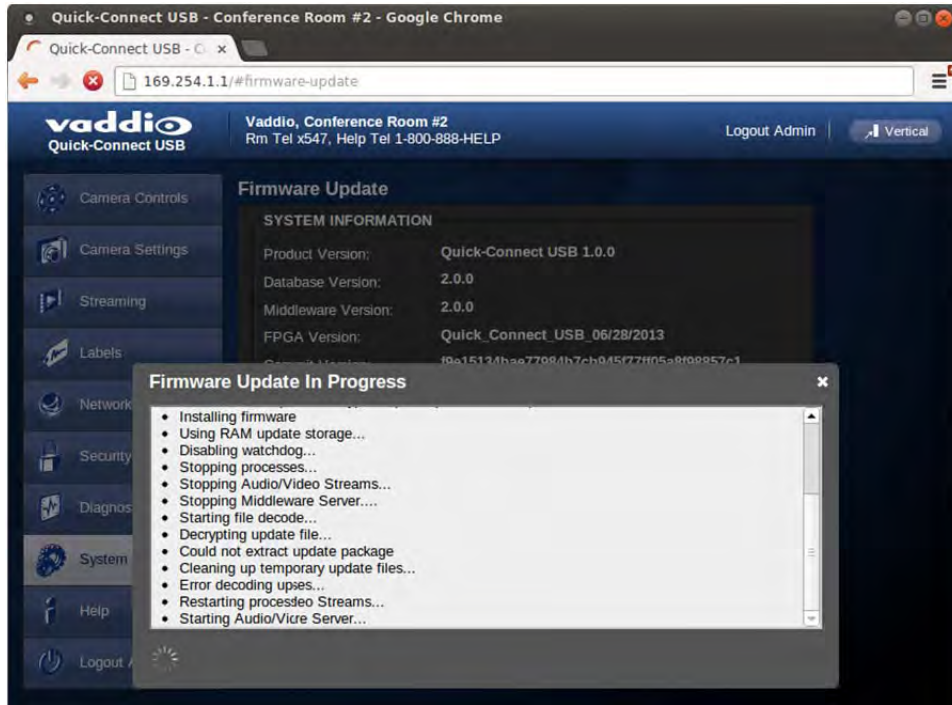 Quick-Connect USB - Conference Room #2 - Google Chrome
Quick-Connect USB - C
169.254.1.1/#firmware-update
vaddio
Quick-Connect USB
Vaddio, Conference Room #2
Rm Tel x547, Help Tel 1-800-888-HELP
Logout Admin
Vertical
Camera Controls
Camera Settings
Streaming
Labels
Network
Security
Diagnos
System
Help
Logout A
Firmware Update
SYSTEM INFORMATION
Product Version: Quick-Connect USB 1.0.0
Database Version: 2.0.0
Middleware Version: 2.0.0
FPGA Version: Quick_Connect_USB_06/28/2013
Firmware Update In Progress
Installing firmware
Using RAM update storage...
Disabling watchdog...
Stopping processes...
Stopping Audio/Video Streams...
Stopping Middleware Server....
Starting file decode...
Decrypting update file...
Could not extract update package
Cleaning up temporary update files...
Error decoding upses...
Restarting procesdeo Streams...
Starting Audio/Vicre Server...